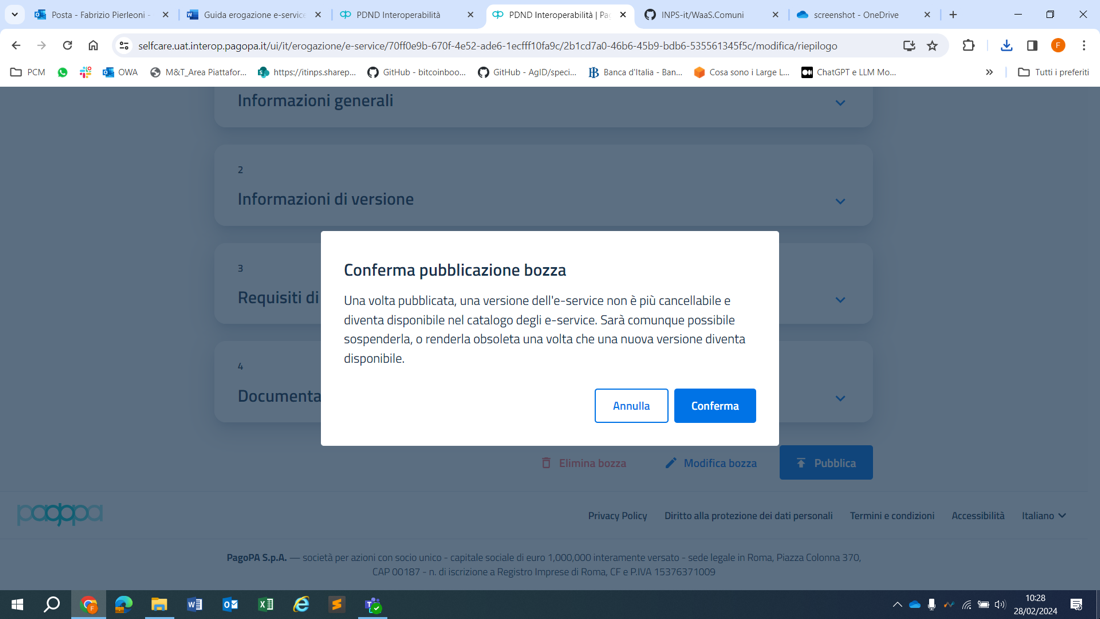 Posta - Fabrizio Pierleoni -
Guida erogazione e-service
PDND Interoperabilità
PDND Interoperabilità | Pa
INPS-it/WaaS.Comuni
screenshot - OneDrive
selfcare.uat.interop.pagopa.it/ui/it/erogazione/e-service/70ff0e9b-670f-4e52-ade6-1ecfff10fa9c/2b1cd7a0-46b6-45b9-bdb6-535561345f5c/modifica/riepilogo
F
PCM
OWA
M&T_Area Piattafor...
https://itinps.sharep...
GitHub - bitcoinboo...
GitHub - AgID/speci...
Banca d'Italia - Ban...
Cosa sono i Large L...
ChatGPT e LLM Mo...
Tutti i preferiti
Informazioni generali
2
Informazioni di versione
3
Requisiti di
4
Documenta
Conferma pubblicazione bozza
Una volta pubblicata, una versione dell'e-service non è più cancellabile e
diventa disponibile nel catalogo degli e-service. Sarà comunque possibile
sospenderla, o renderla obsoleta una volta che una nuova versione diventa
disponibile.
Annulla
Conferma
Elimina bozza
Modifica bozza
Pubblica
pagopa
Privacy Policy
Diritto alla protezione dei dati personali
Termini e condizioni
Accessibilità
Italiano
PagoPA S.p.A. — società per azioni con socio unico - capitale sociale di euro 1,000,000 interamente versato - sede legale in Roma, Piazza Colonna 370,
CAP 00187 - n. di iscrizione a Registro Imprese di Roma, CF e P.IVA 15376371009
10:28
28/02/2024